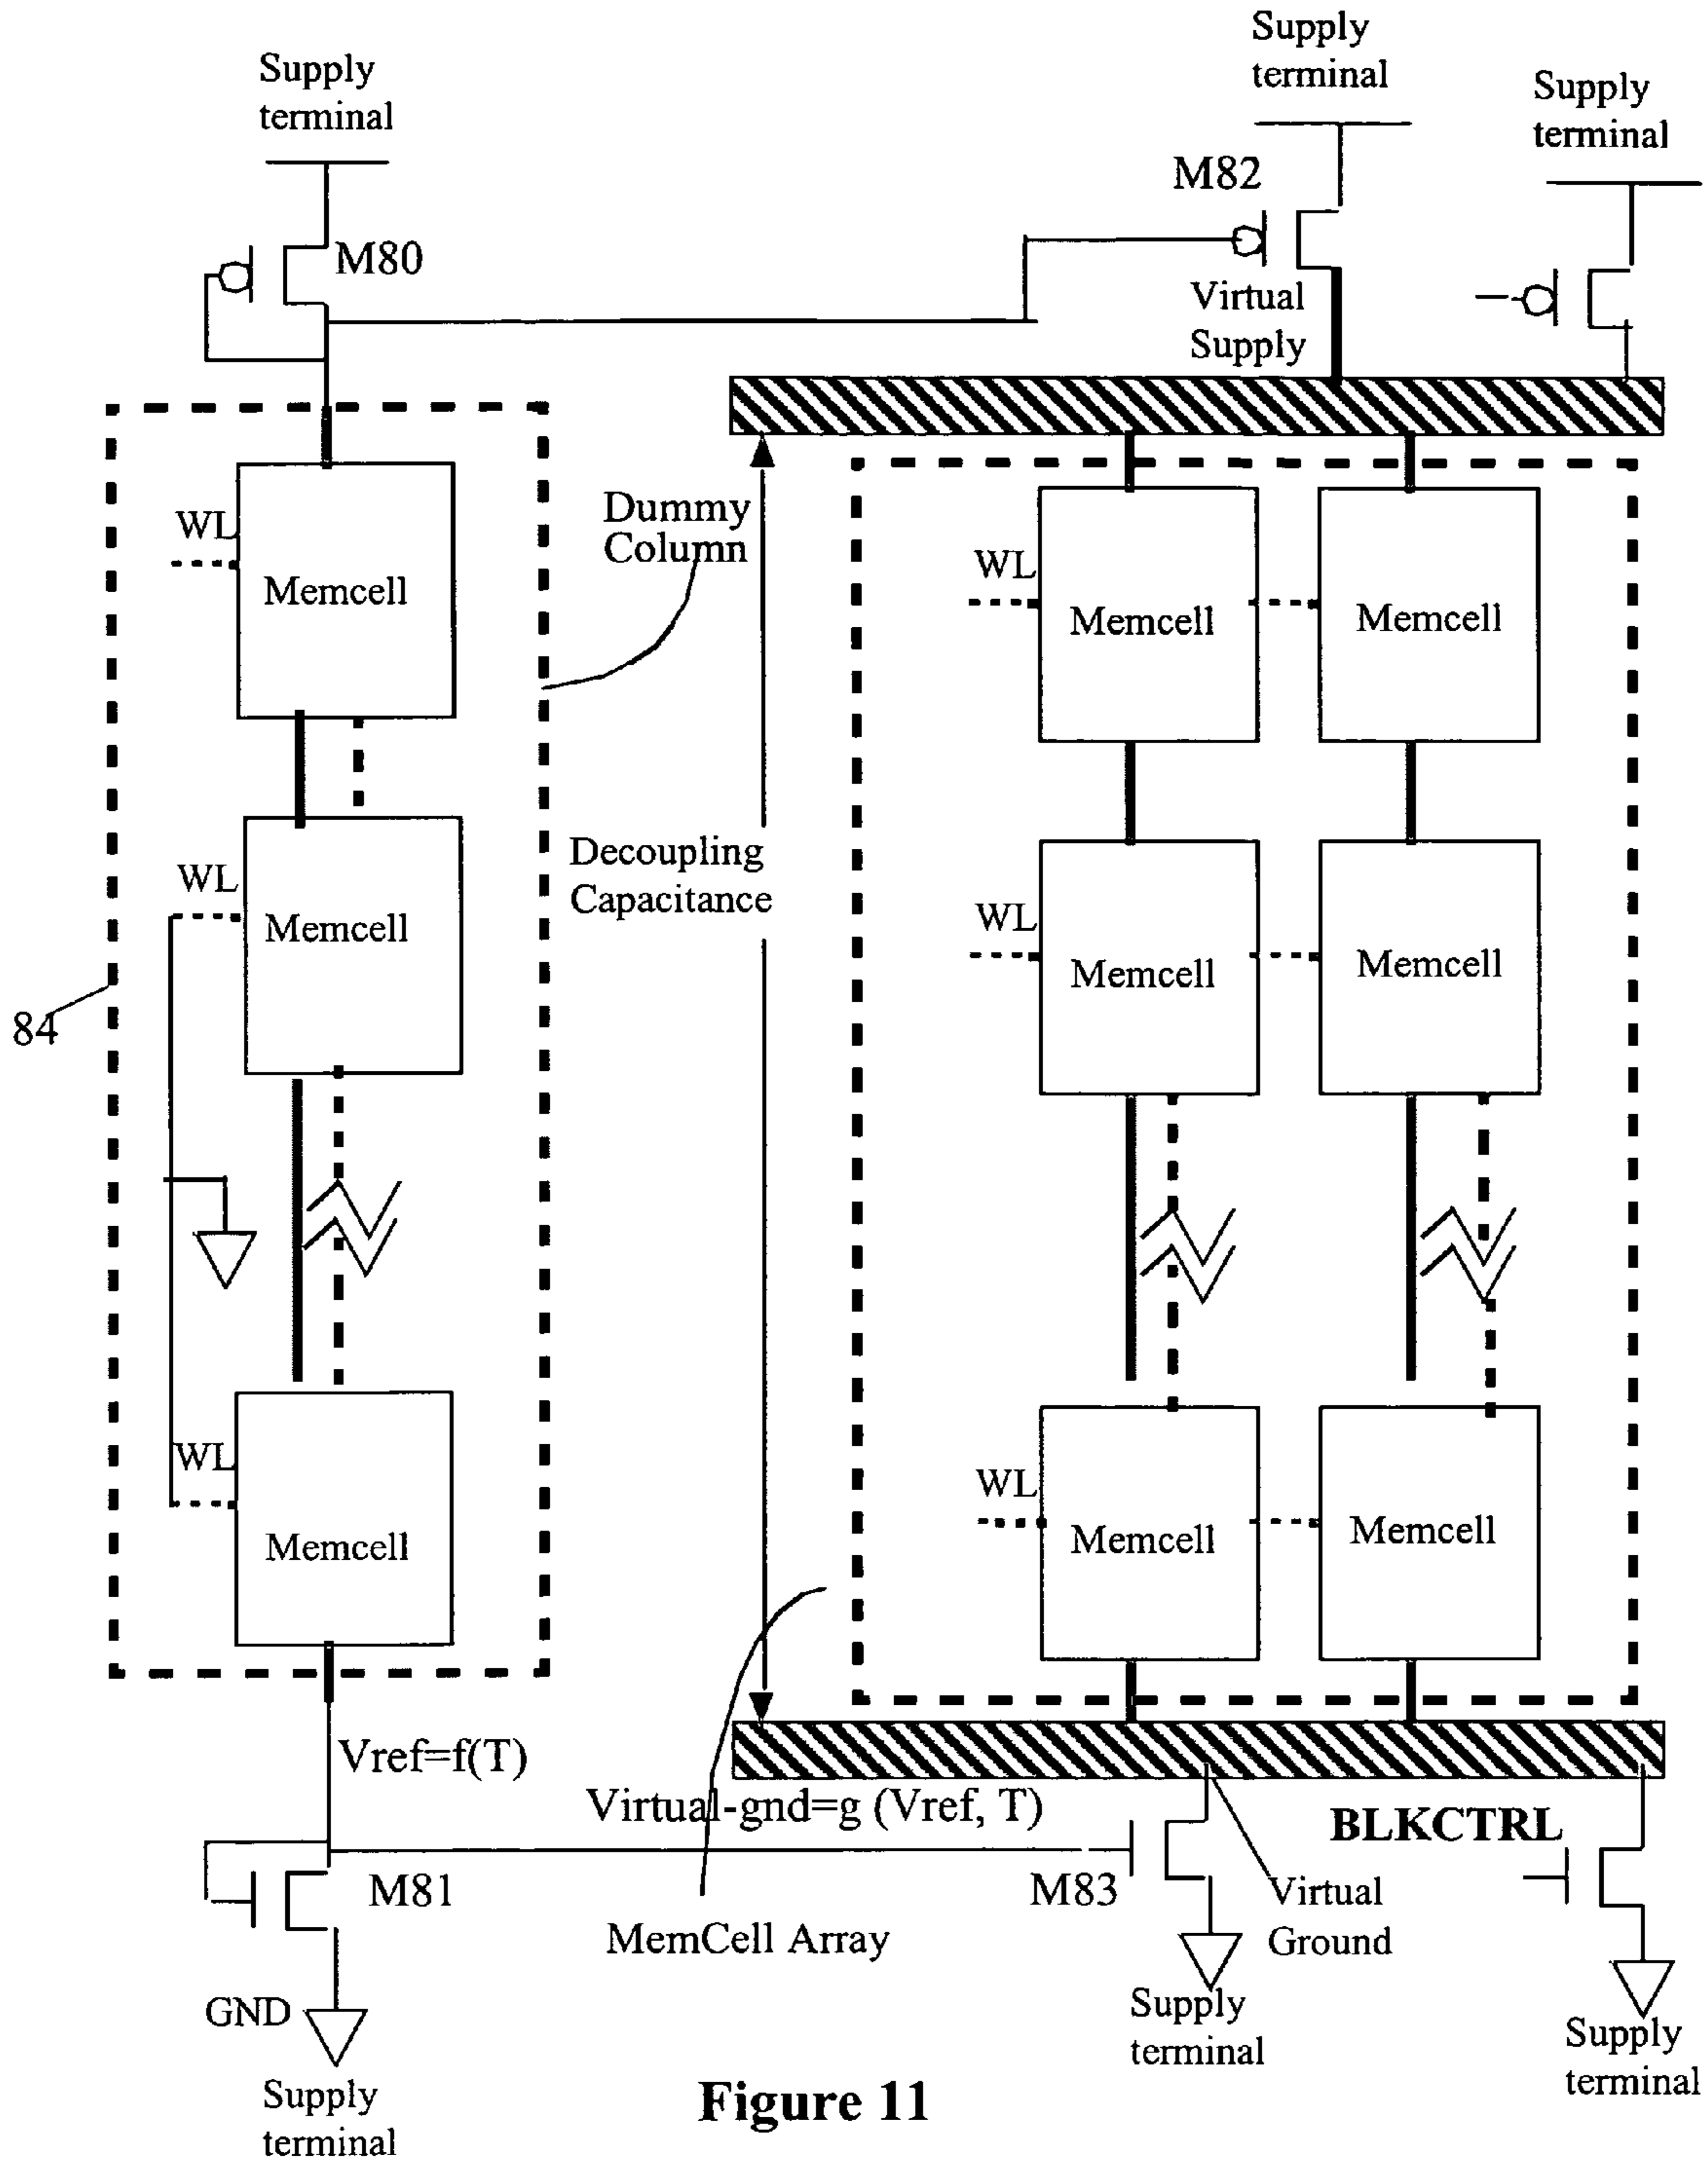 Supply
terminal
Supply
terminal
Supply
terminal
M80
M82
Virtual
Supply
WL
Memcell
Dummy
Column
WL
Memcell
Memcell
WL
Memcell
Decoupling
Capacitance
WL
Memcell
Memcell
84
WL
Memcell
WL
Memcell
Memcell
Vref=f(T)
Virtual-gnd=g (Vref, T)
BLKCTRL
M81
M83
Virtual
Ground
MemCell Array
GND
Supply
terminal
Supply
terminal
Supply
terminal
Figure 11